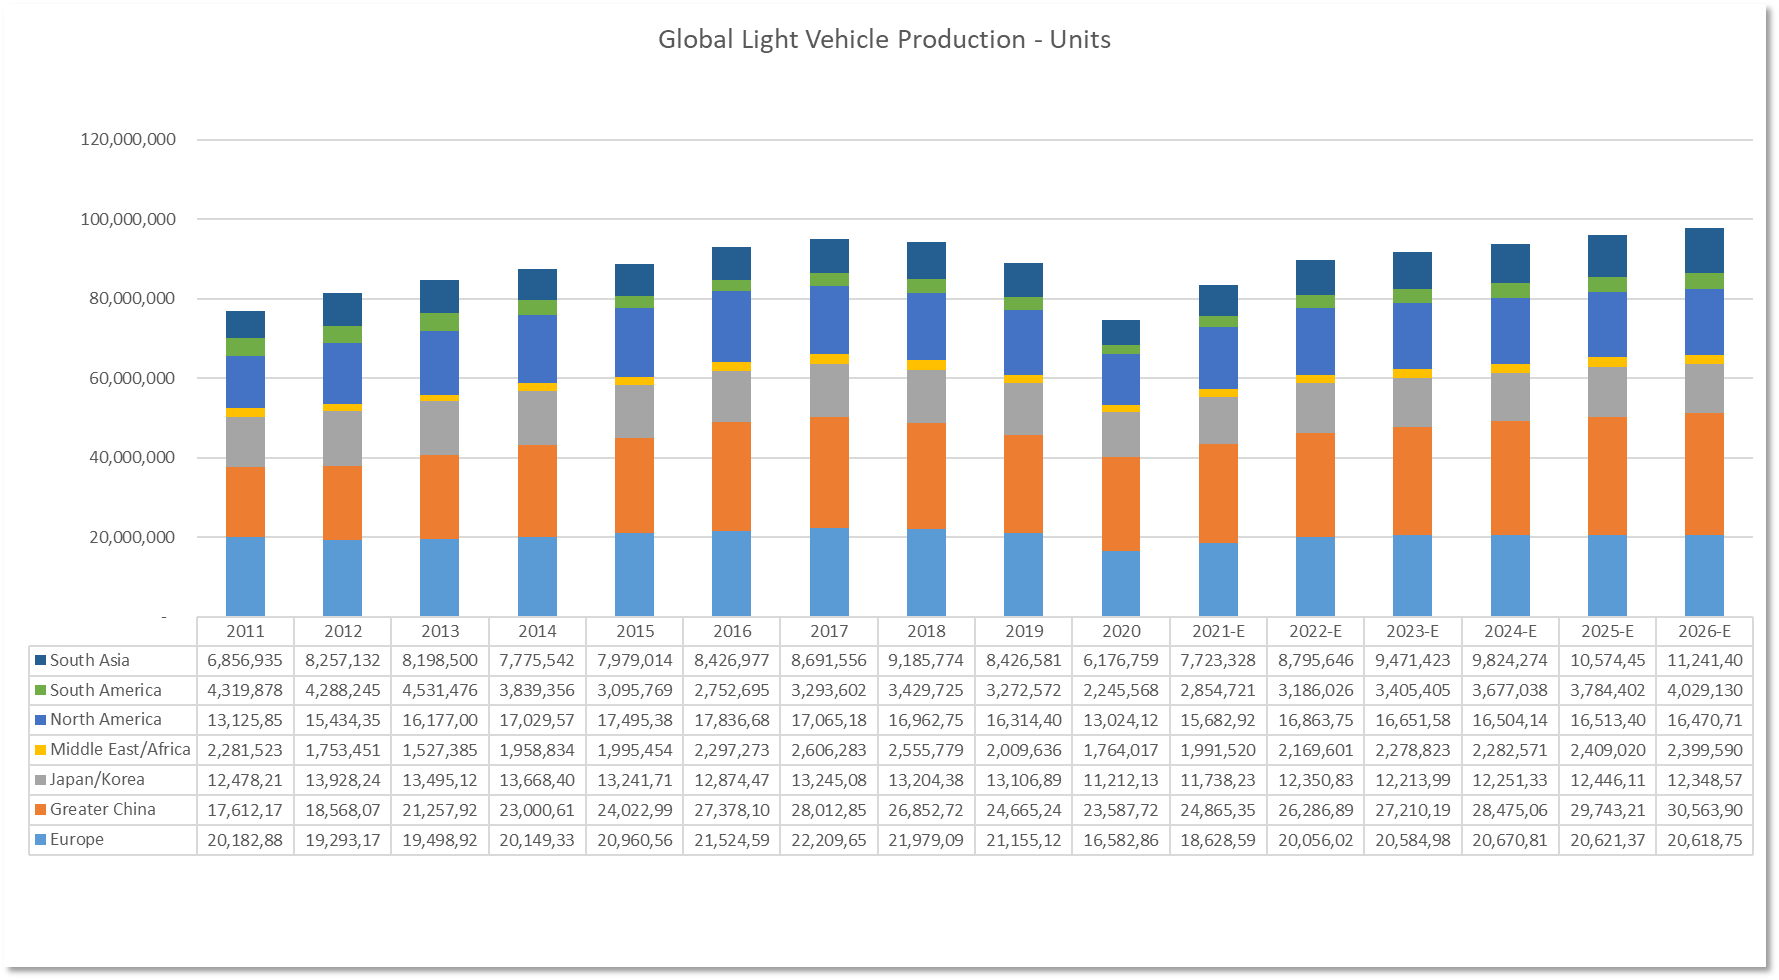 Global Light Vehicle Production - Units
120,000,000
100,000,000
80,000,000
60,000,000
40,000,000
20,000,000
-
2011 2012 2013 2014 2015 2016 2017 2018 2019 2020 2021-E 2022-E 2023-E 2024-E 2025-E 2026-E
South Asia 6,856,935 8,257,132 8,198,500 7,775,542 7,979,014 8,426,977 8,691,556 9,185,774 8,426,581 6,176,759 7,723,328 8,795,646 9,471,423 9,824,274 10,574,45 11,241,40
South America 4,319,878 4,288,245 4,531,476 3,839,356 3,095,769 2,752,695 3,293,602 3,429,725 3,272,572 2,245,568 2,854,721 3,186,026 3,405,405 3,677,038 3,784,402 4,029,130
North America 13,125,85 15,434,35 16,177,00 17,029,57 17,495,38 17,836,68 17,065,18 16,962,75 16,314,40 13,024,12 15,682,92 16,863,75 16,651,58 16,504,14 16,513,40 16,470,71
Middle East/Africa 2,281,523 1,753,451 1,527,385 1,958,834 1,995,454 2,297,273 2,606,283 2,555,779 2,009,636 1,764,017 1,991,520 2,169,601 2,278,823 2,282,571 2,409,020 2,399,590
Japan/Korea 12,478,21 13,928,24 13,495,12 13,668,40 13,241,71 12,874,47 13,245,08 13,204,38 13,106,89 11,212,13 11,738,23 12,350,83 12,213,99 12,251,33 12,446,11 12,348,57
Greater China 17,612,17 18,568,07 21,257,92 23,000,61 24,022,99 27,378,10 28,012,85 26,852,72 24,665,24 23,587,72 24,865,35 26,286,89 27,210,19 28,475,06 29,743,21 30,563,90
Europe 20,182,88 19,293,17 19,498,92 20,149,33 20,960,56 21,524,59 22,209,65 21,979,09 21,155,12 16,582,86 18,628,59 20,056,02 20,584,98 20,670,81 20,621,37 20,618,75